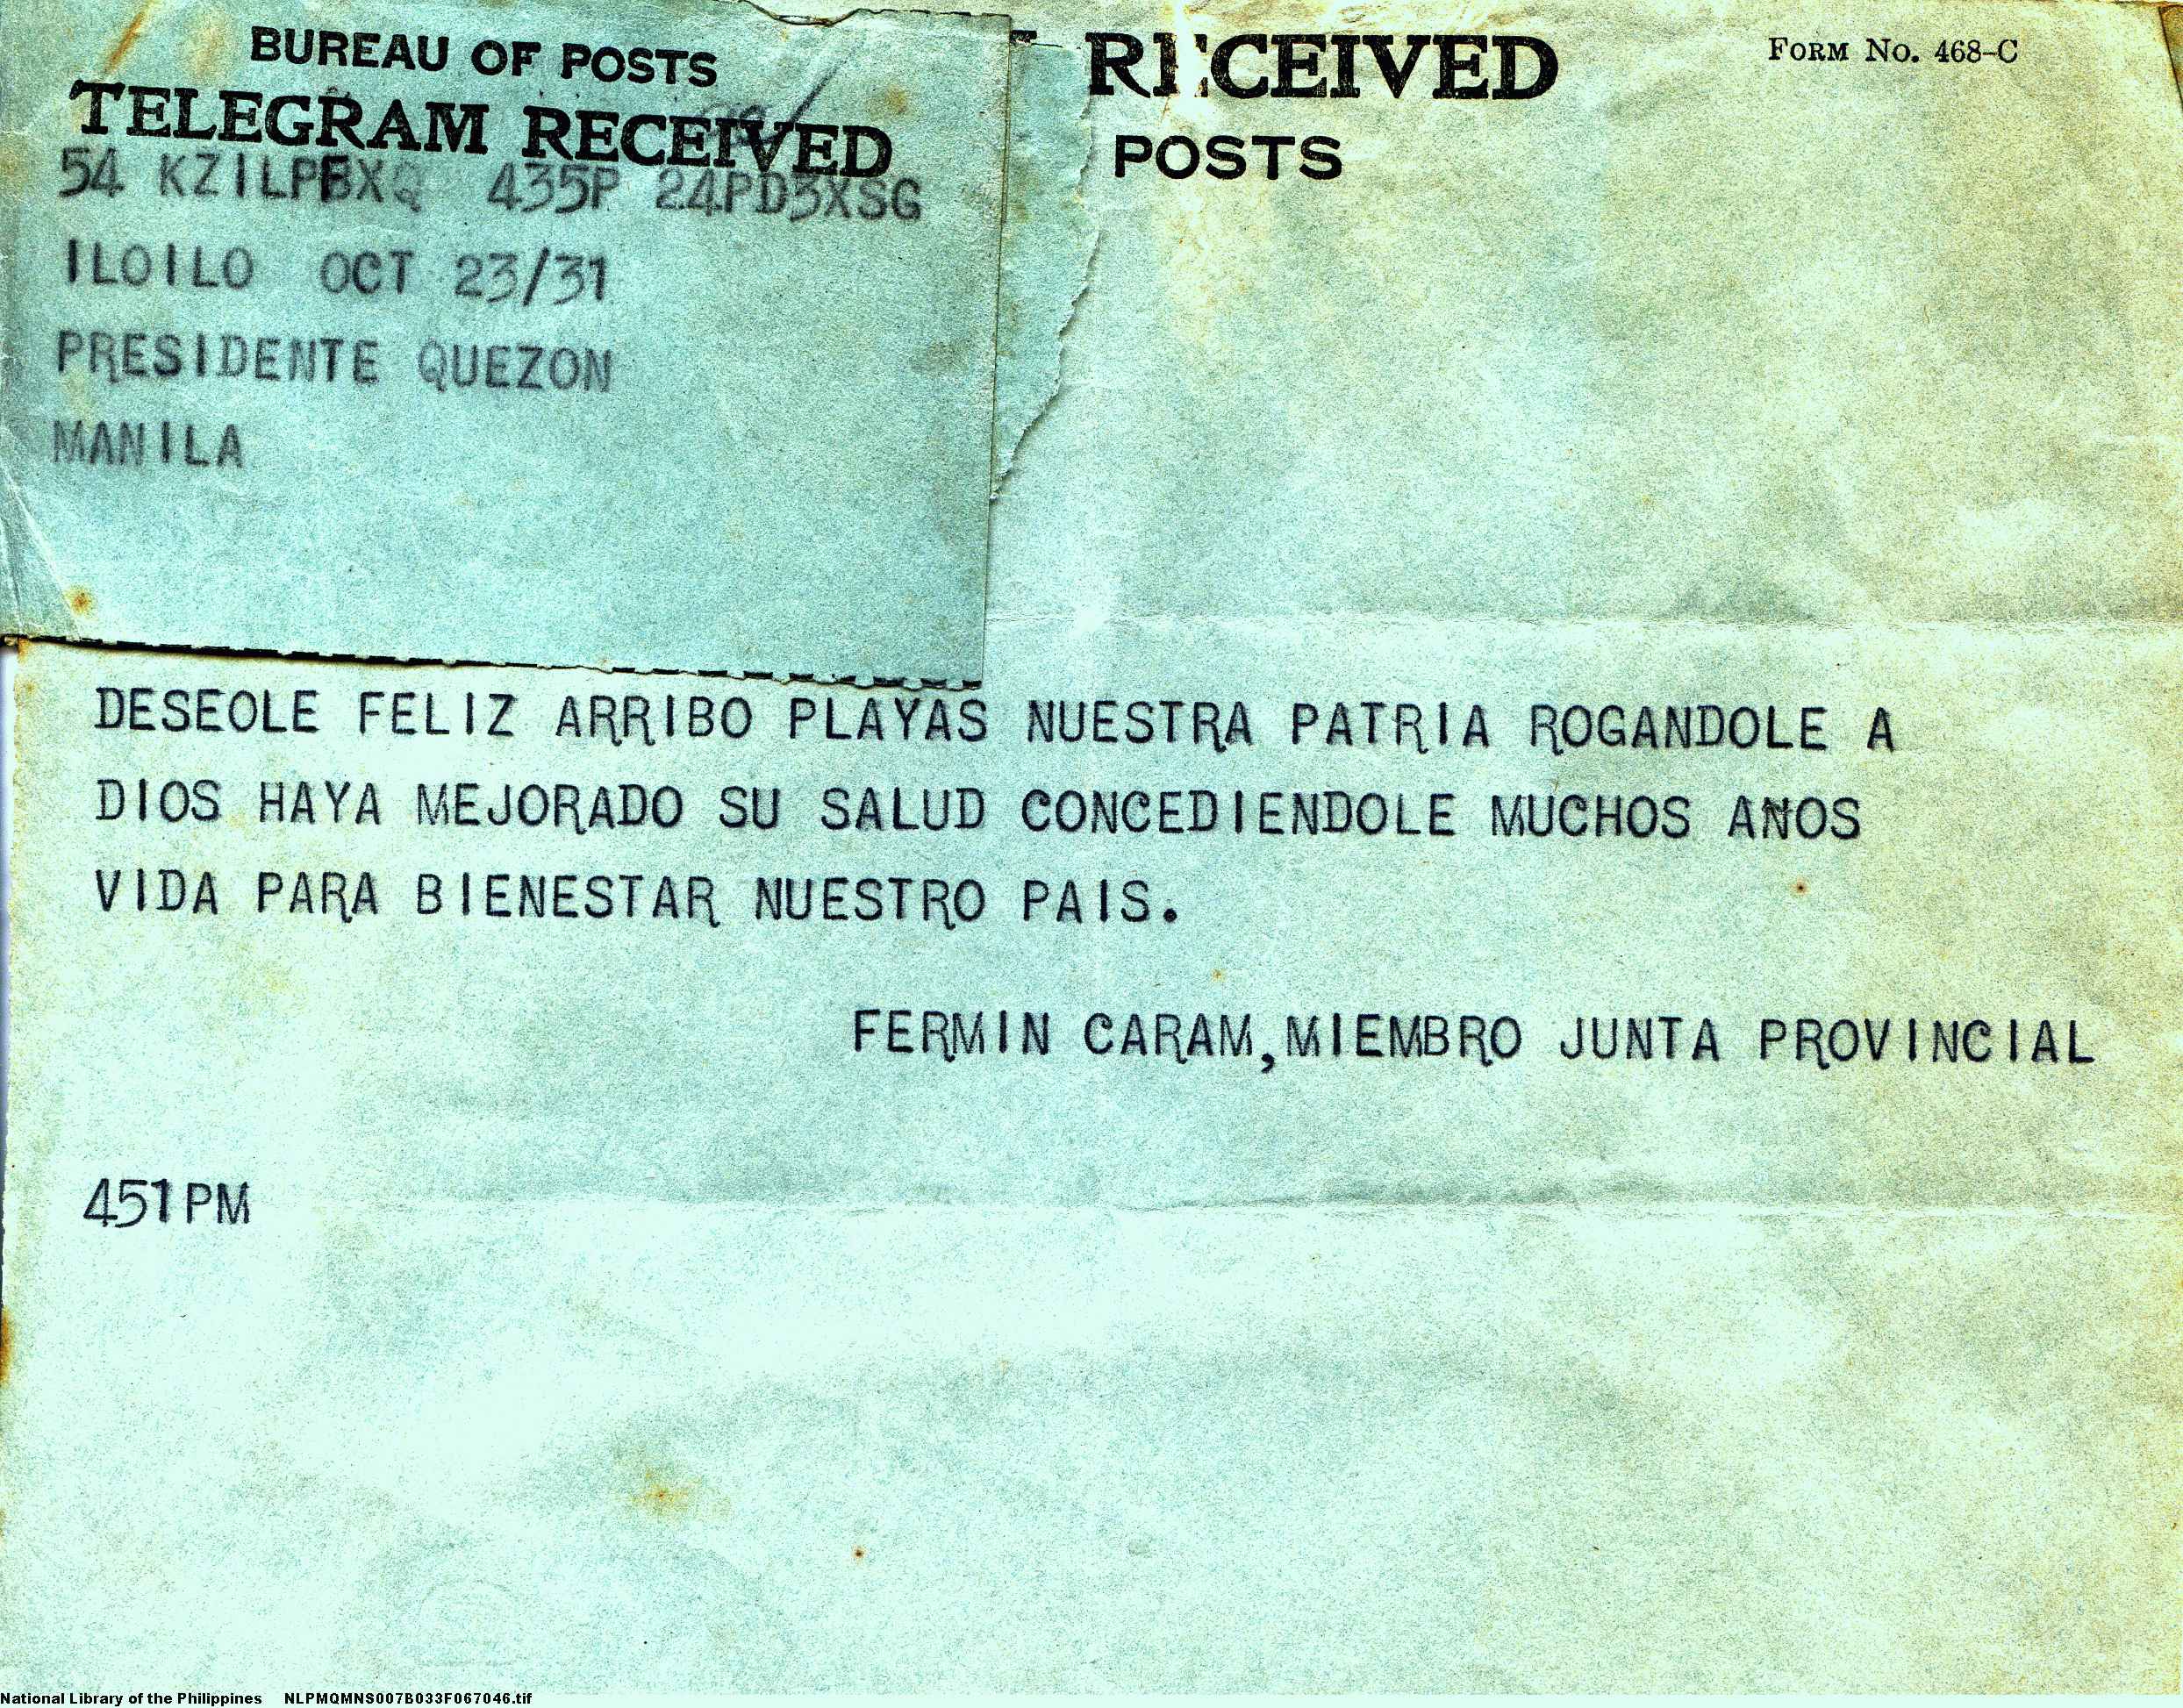 BUREAU OF POSTS
TELEGRAM RECEIVED
RECEIVED
POSTS
FORM NO. 468-C
54 KZILPBXQ 435P 24PD3XSG
ILOILO OCT 23/31
PRESIDENTE QUEZON
MANILA
DESEOLE FELIZ ARRIBO PLAYAS NUESTRA PATRIA ROGANDOLE A
DIOS HAYA MEJORADO SU SALUD CONCEDIENDOLE MUCHOS ANOS
VIDA PARA BIENESTAR NUESTRO PAIS.
FERMIN CARAM, MIEMBRO JUNTA PROVINCIAL
451PM
National Library of the Philippines NLPMQMNS007B033F067046.tif